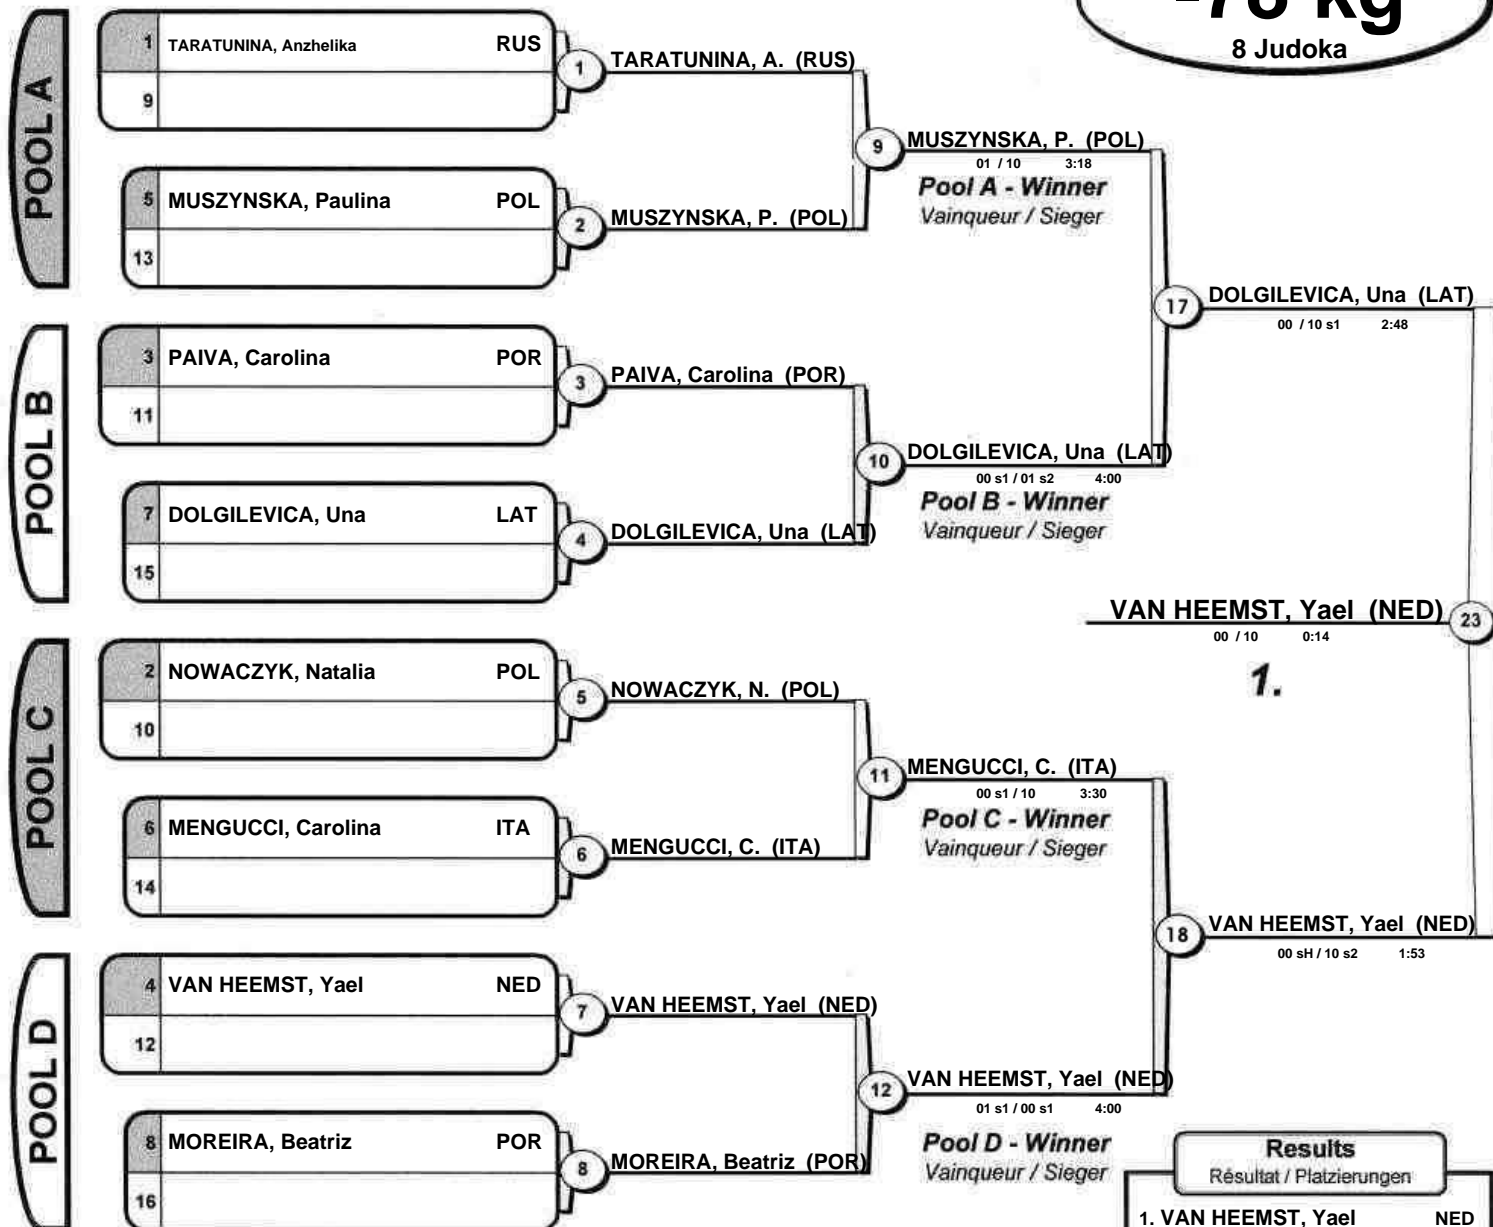 -78 kg
8 Judoka
POOL A
1 TARATUNINA, Anzhelika RUS
9
5 MUSZYNSKA, Paulina POL
13
1 TARATUNINA, A. (RUS)
2 MUSZYNSKA, P. (POL)
9 MUSZYNSKA, P. (POL)
01 / 10 3:18
Pool A - Winner
Vainqueur / Sieger
POOL B
3 PAIVA, Carolina POR
11
7 DOLGILEVICA, Una LAT
15
3 PAIVA, Carolina (POR)
4 DOLGILEVICA, Una (LAT)
10 DOLGILEVICA, Una (LAT)
00 s1 / 01 s2 4:00
Pool B - Winner
Vainqueur / Sieger
17 DOLGILEVICA, Una (LAT)
00 / 10 s1 2:48
VAN HEEMST, Yael (NED) 23
00 / 10 0:14
1.
POOL C
2 NOWACZYK, Natalia POL
10
6 MENGUCCI, Carolina ITA
14
5 NOWACZYK, N. (POL)
6 MENGUCCI, C. (ITA)
11 MENGUCCI, C. (ITA)
00 s1 / 10 3:30
Pool C - Winner
Vainqueur / Sieger
18 VAN HEEMST, Yael (NED)
00 sH / 10 s2 1:53
POOL D
4 VAN HEEMST, Yael NED
12
8 MOREIRA, Beatriz POR
16
7 VAN HEEMST, Yael (NED)
8 MOREIRA, Beatriz (POR)
12 VAN HEEMST, Yael (NED)
01 s1 / 00 s1 4:00
Pool D - Winner
Vainqueur / Sieger
Results
Résultat / Platzierungen
1. VAN HEEMST, Yael NED